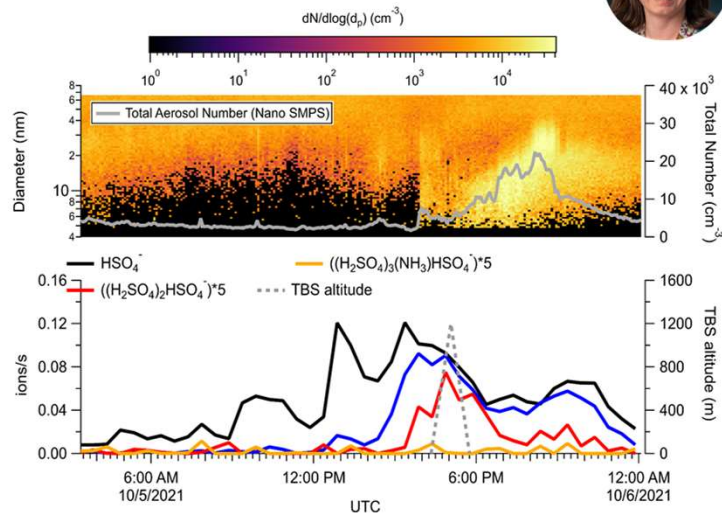 dN/dlog(dp) (cm-3)
10^0 10^1 10^2 10^3 10^4
Total Aerosol Number (Nano SMPS)
Diameter (nm)
8
6
4
2
10
8
6
4
40 x 10^3
30
20
10
0
Total Number (cm-3)
HSO4-
((H2SO4)3(NH3)HSO4-)*5
((H2SO4)2HSO4-)*5
TBS altitude
ions/s
0.16
0.12
0.08
0.04
0.00
1600
1200
800
400
0
TBS altitude (m)
6:00 AM 12:00 PM 6:00 PM 12:00 AM
10/5/2021 10/6/2021
UTC